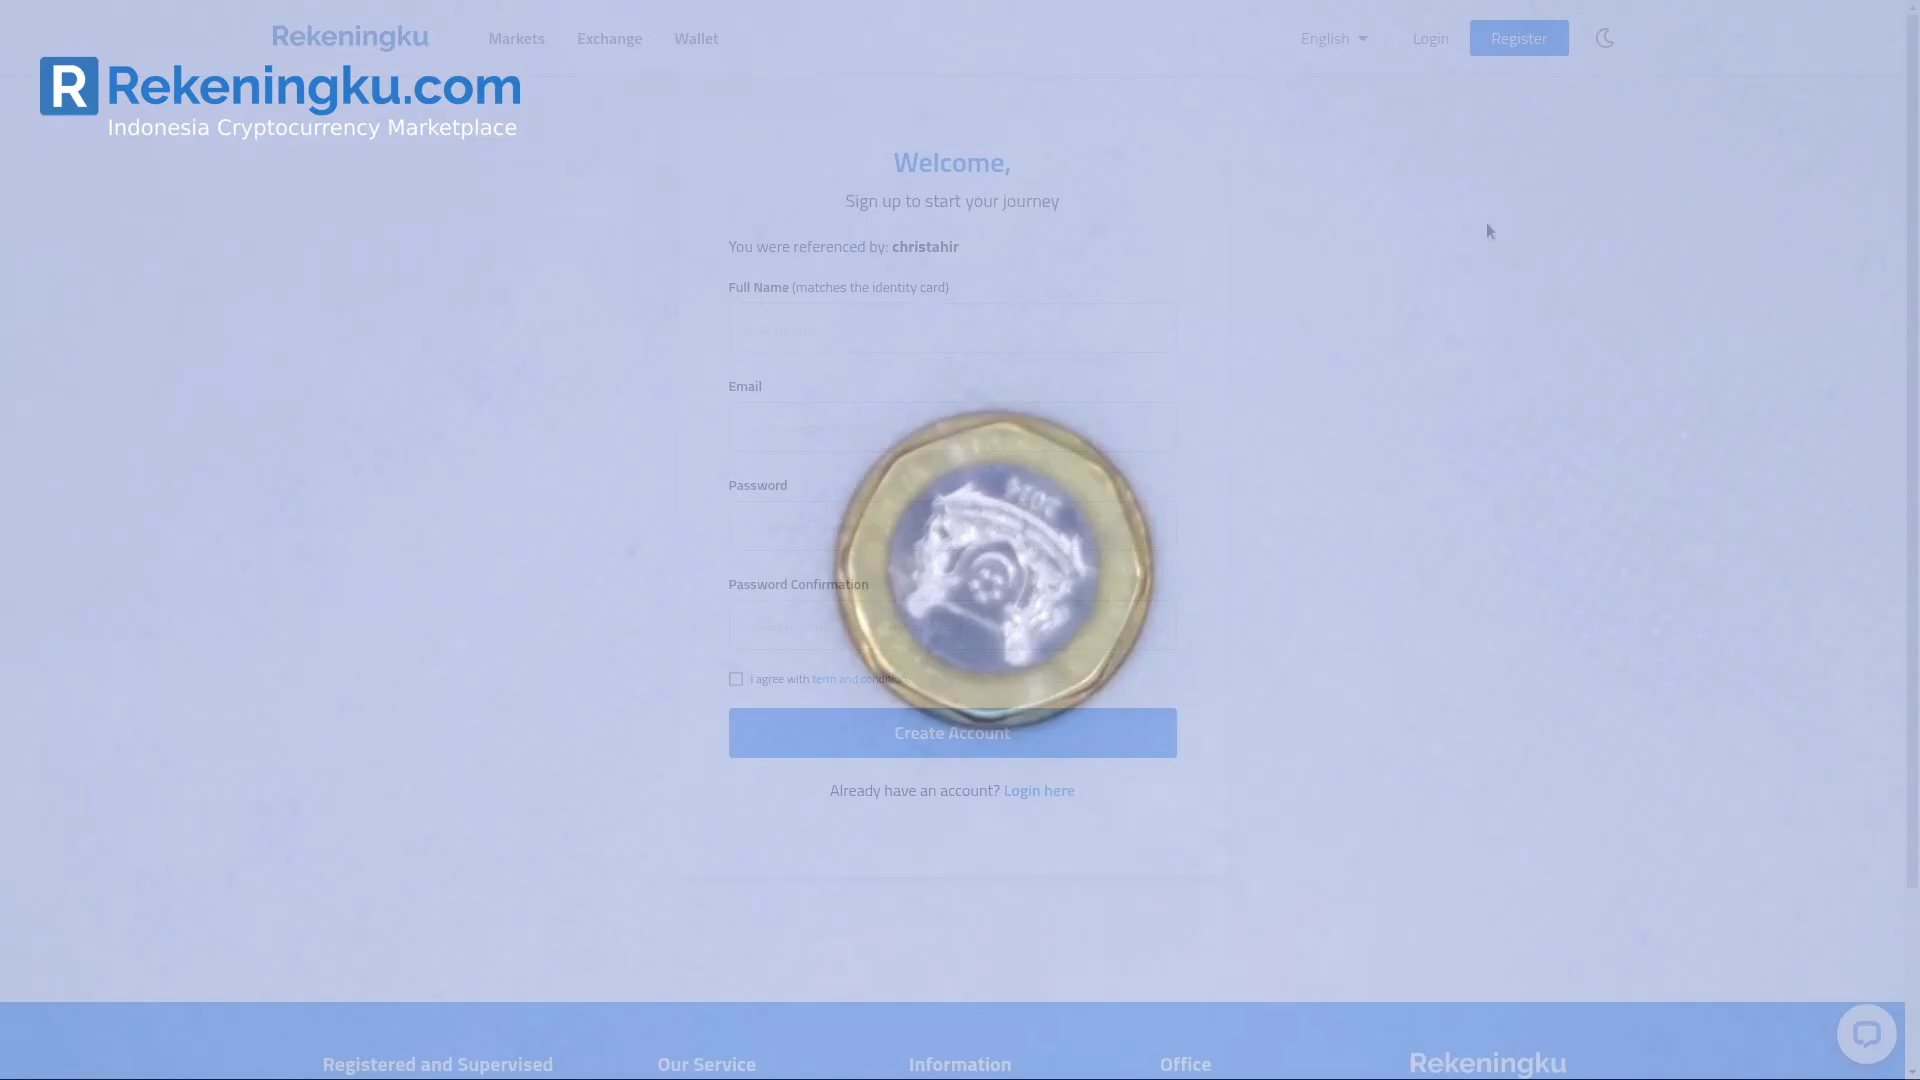 Rekeningku
Markets
Exchange
Wallet
English
Login
Register
R Rekeningku.com
Indonesia Cryptocurrency Marketplace
Welcome,
Sign up to start your journey
You were referenced by: christahir
Full Name (matches the identity card)
Email
Password
Password Confirmation
I agree with term and condition
Create Account
Already have an account? Login here
Registered and Supervised
Our Service
Information
Office
Rekeningku